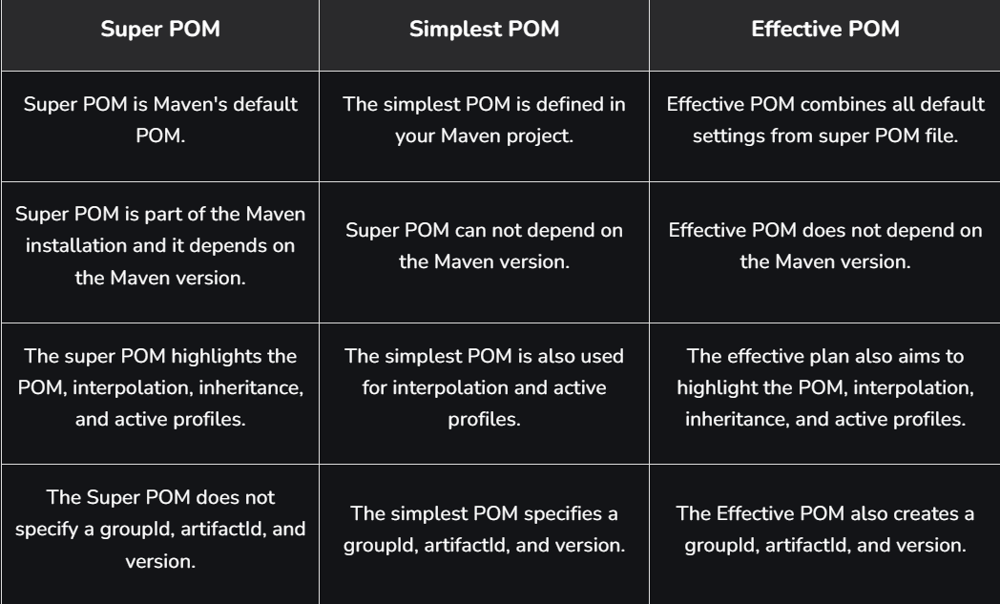 Super POM
Simplest POM
Effective POM
Super POM is Maven's default
POM.
The simplest POM is defined in
your Maven project.
Effective POM combines all default
settings from super POM file.
Super POM is part of the Maven
installation and it depends on
the Maven version.
Super POM can not depend on
the Maven version.
Effective POM does not depend on
the Maven version.
The super POM highlights the
POM, interpolation, inheritance,
and active profiles.
The simplest POM is also used
for interpolation and active
profiles.
The effective plan also aims to
highlight the POM, interpolation,
inheritance, and active profiles.
The Super POM does not
specify a groupId, artifactId, and
version.
The simplest POM specifies a
groupId, artifactId, and version.
The Effective POM also creates a
groupId, artifactId, and version.